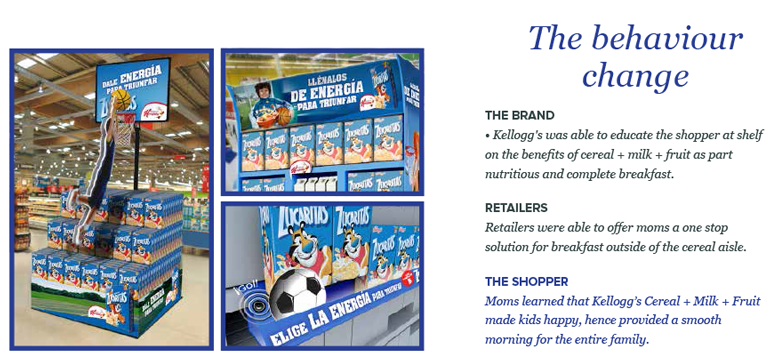 DALE ENERGÍA
PARA TRIUNFAR
ZUCARITAS
LLÉNALOS
DE ENERGÍA
PARA TRIUNFAR
ZUCARITAS
ZUCARITAS
¡Gol!
ELIGE LA ENERGÍA PARA TRIUNFAR
The behaviour
change
THE BRAND
• Kellogg's was able to educate the shopper at shelf
on the benefits of cereal + milk + fruit as part
nutritious and complete breakfast.
RETAILERS
Retailers were able to offer moms a one stop
solution for breakfast outside of the cereal aisle.
THE SHOPPER
Moms learned that Kellogg's Cereal + Milk + Fruit
made kids happy, hence provided a smooth
morning for the entire family.